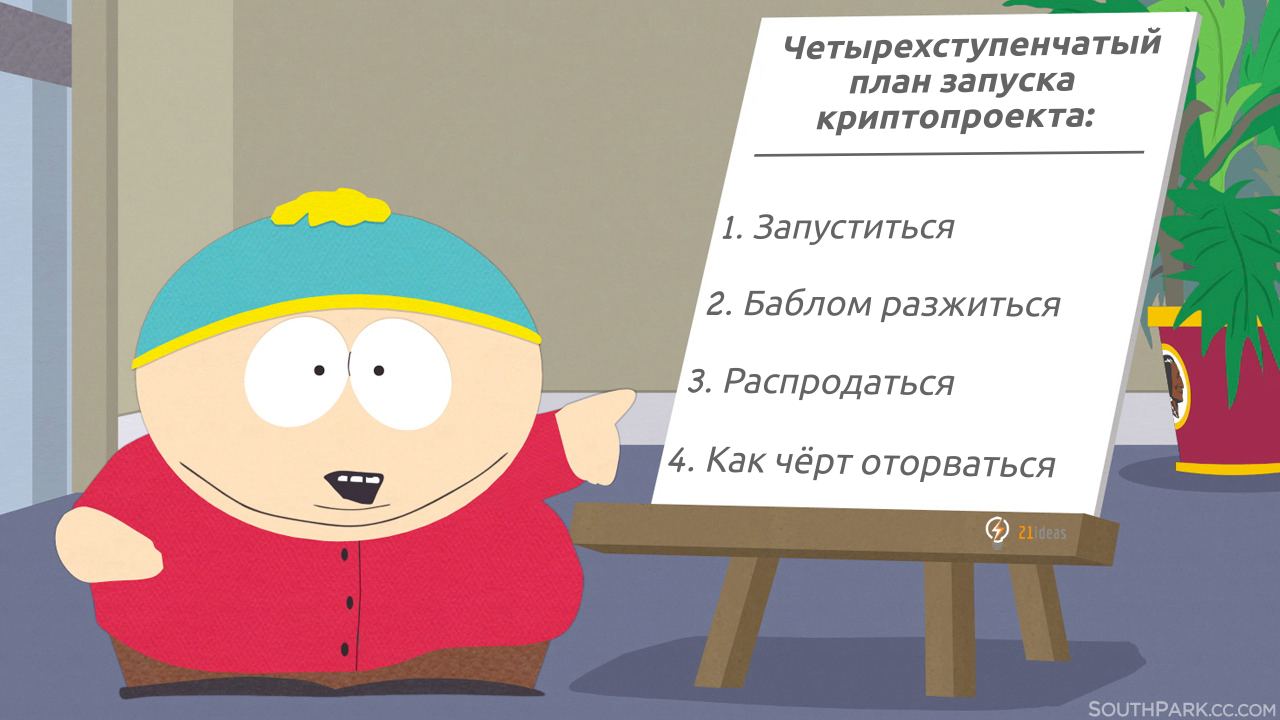 Четырехступенчатый
план запуска
криптопроекта:
1. Запуститься
2. Баблом разжиться
3. Распродаться
4. Как чёрт оторваться
21ideas
SOUTHPARK.CC.COM